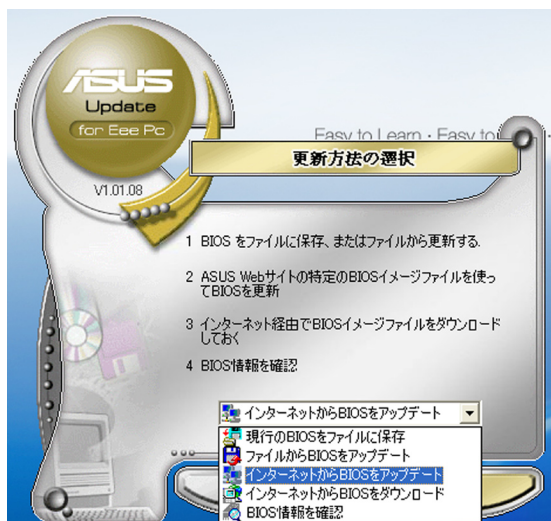 ASUS
Update
for Eee Pc
V1.01.08
Easy to Learn · Easy to
更新方法の選択
1 BIOS をファイルに保存、またはファイルから更新する.
2 ASUS Webサイトの特定のBIOSイメージファイルを使っ
てBIOSを更新
3 インターネット経由でBIOSイメージファイルをダウンロード
しておく
4 BIOS情報を確認
インターネットからBIOSをアップデート
現行のBIOSをファイルに保存
ファイルからBIOSをアップデート
インターネットからBIOSをアップデート
インターネットからBIOSをダウンロード
BIOS情報を確認